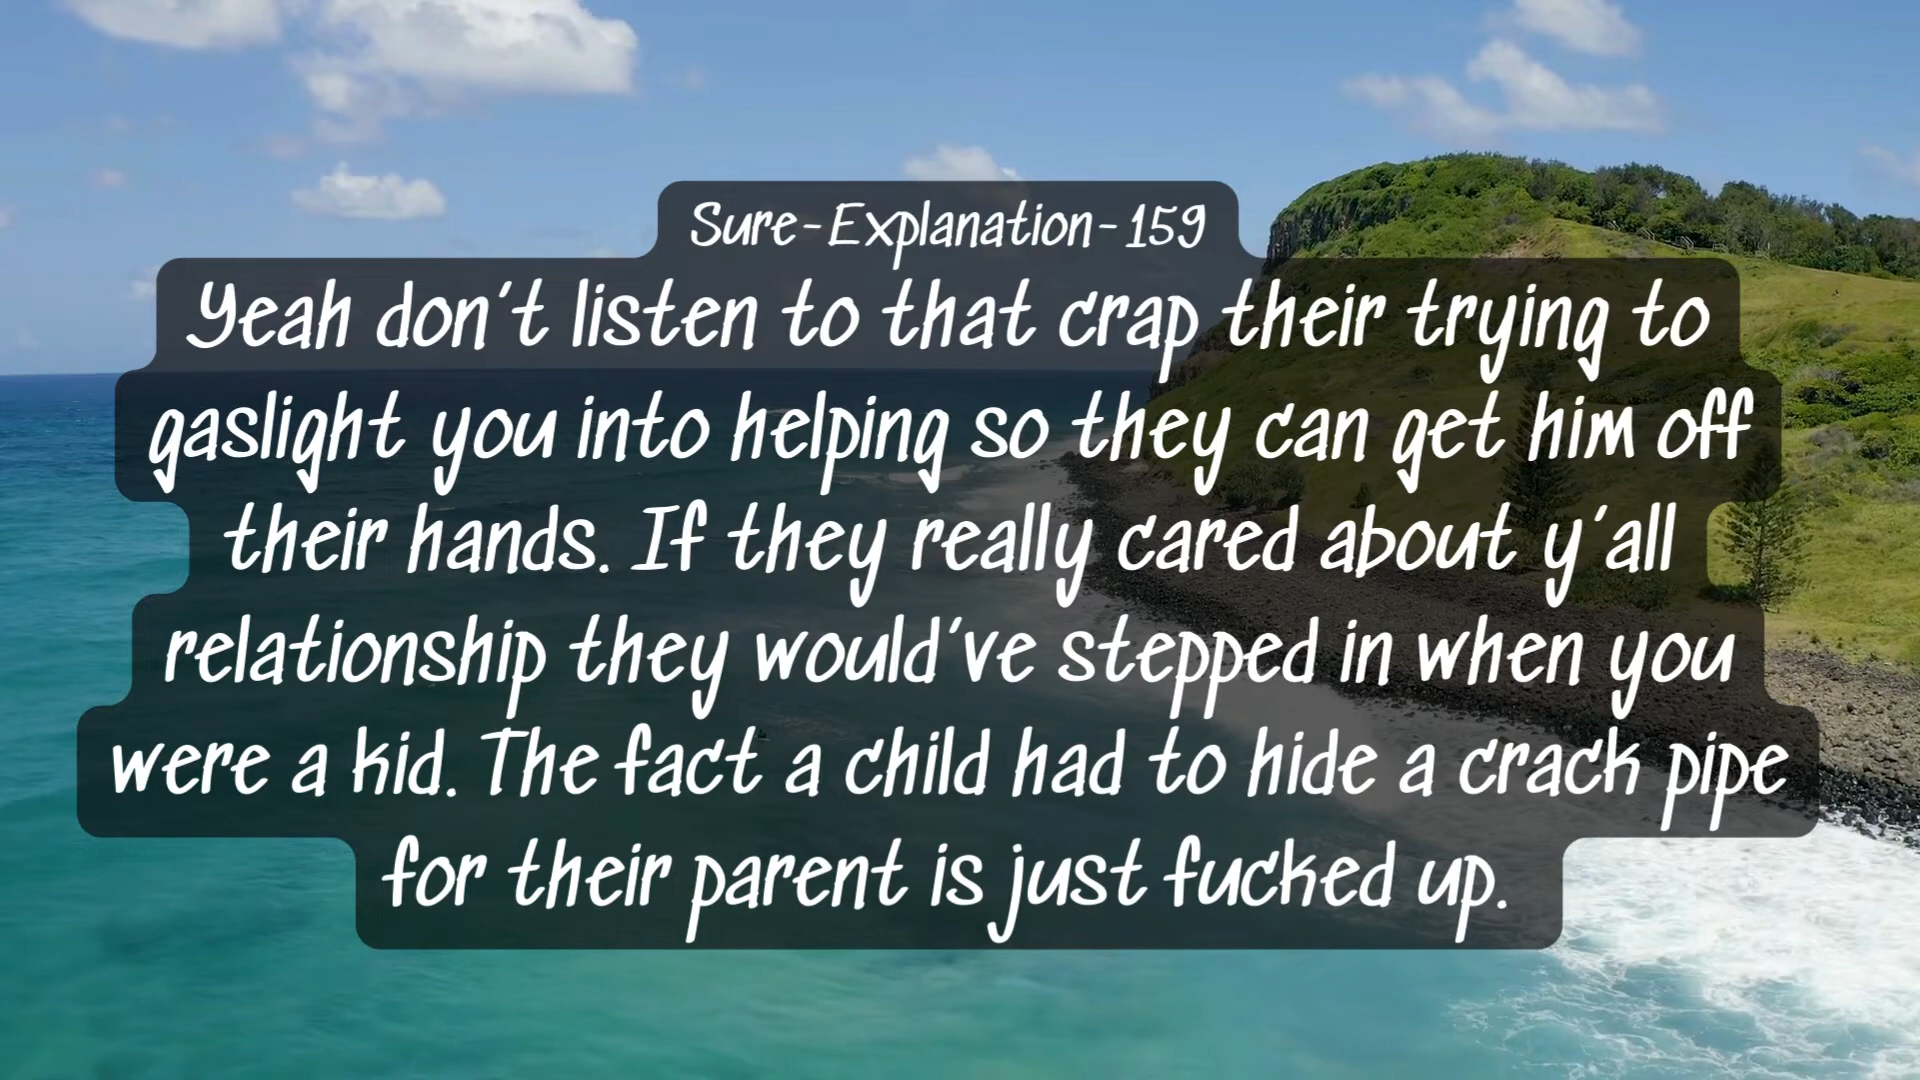 Sure-Explanation-159
Yeah don't listen to that crap their trying to
gaslight you into helping so they can get him off
their hands. If they really cared about y'all
relationship they would've stepped in when you
were a kid. The fact a child had to hide a crack pipe
for their parent is just fucked up.